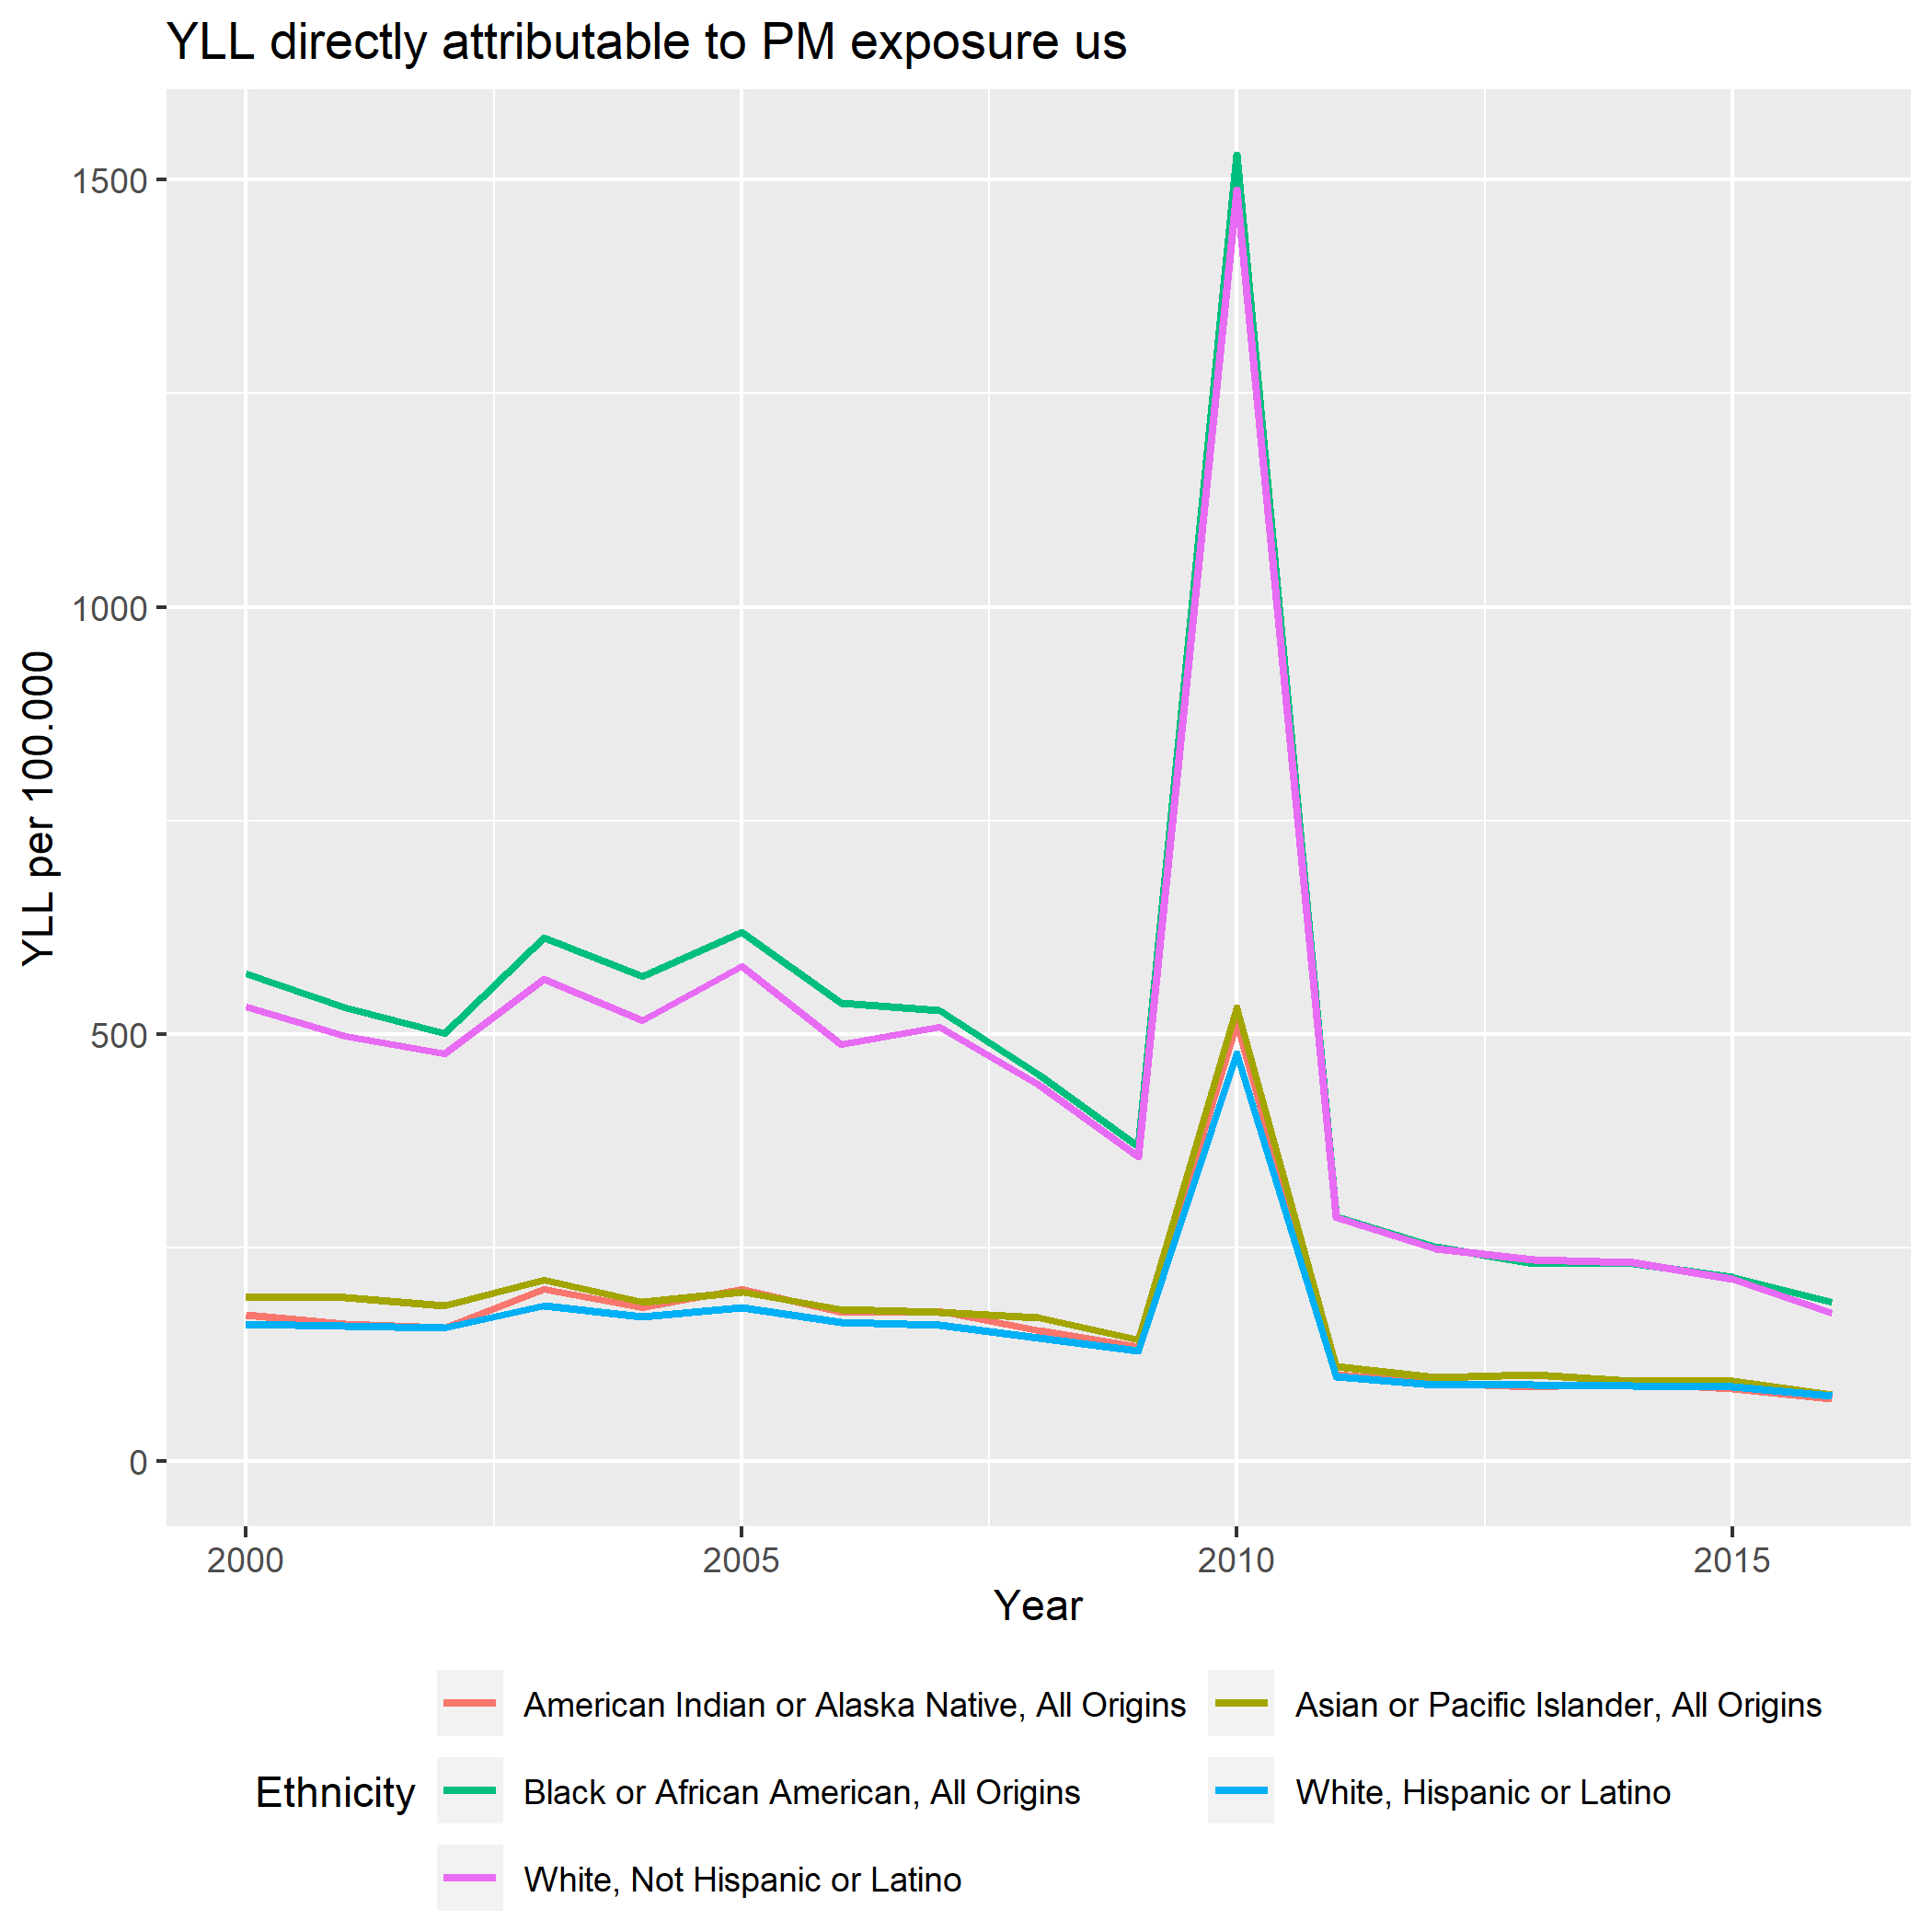 YLL directly attributable to PM exposure us
1500
1000
500
0
YLL per 100.000
2000 2005 2010 2015
Year
Ethnicity
American Indian or Alaska Native, All Origins
Asian or Pacific Islander, All Origins
Black or African American, All Origins
White, Hispanic or Latino
White, Not Hispanic or Latino